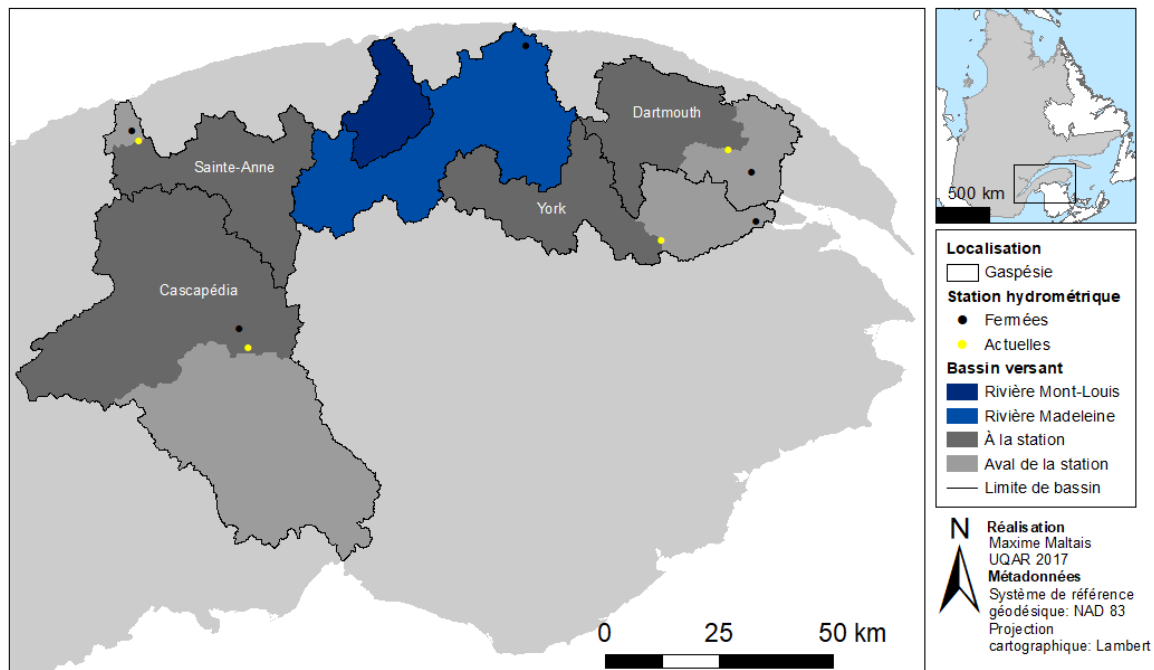 Sainte-Anne
Dartmouth
York
Cascapédia
0 25 50 km
500 km
Localisation
Gaspésie
Station hydrométrique
Fermées
Actuelles
Bassin versant
Rivière Mont-Louis
Rivière Madeleine
À la station
Aval de la station
Limite de bassin
N
Réalisation
Maxime Maltais
UQAR 2017
Métadonnées
Système de référence
géodésique: NAD 83
Projection
cartographique: Lambert